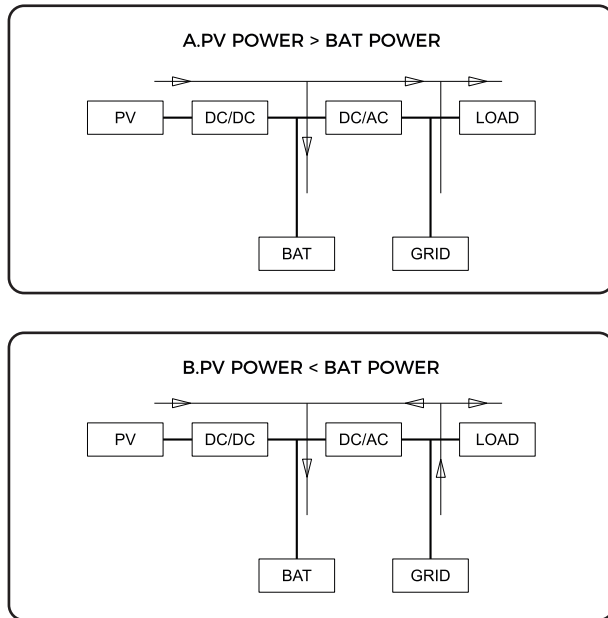 A.PV POWER > BAT POWER
PV DC/DC DC/AC LOAD
BAT GRID
B.PV POWER < BAT POWER
PV DC/DC DC/AC LOAD
BAT GRID